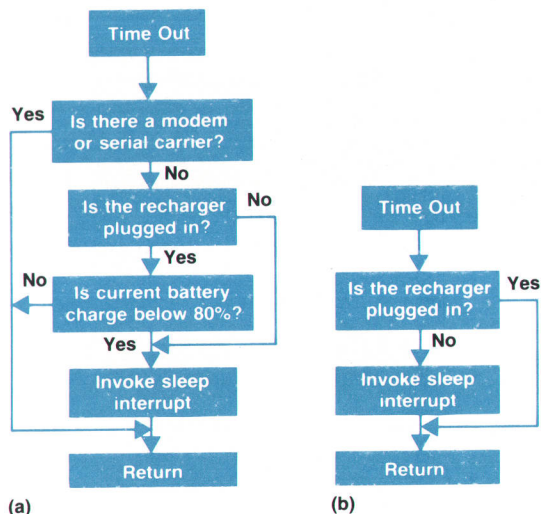 Time Out
Yes
Is there a modem
or serial carrier?
No
Is the recharger
plugged in?
No
Yes
No
Is current battery
charge below 80%?
Yes
Invoke sleep
interrupt
Return
(a)
Time Out
Is the recharger
plugged in?
Yes
No
Invoke sleep
interrupt
Return
(b)